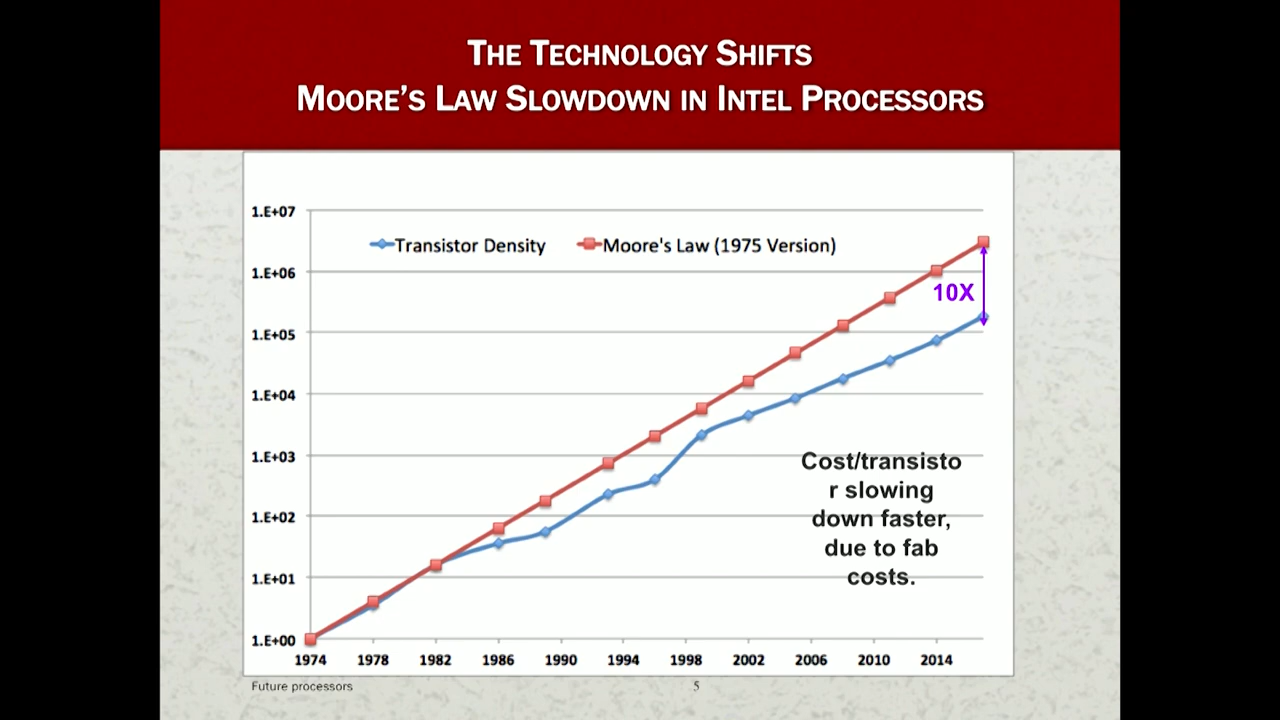 THE TECHNOLOGY SHIFTS
MOORE'S LAW SLOWDOWN IN INTEL PROCESSORS
1.E+07
Transistor Density
Moore's Law (1975 Version)
1.E+06
10X
1.E+05
1.E+04
1.E+03
Cost/transisto
r slowing
down faster,
due to fab
costs.
1.E+02
1.E+01
1.E+00
1974 1978 1982 1986 1990 1994 1998 2002 2006 2010 2014
Future processors
5